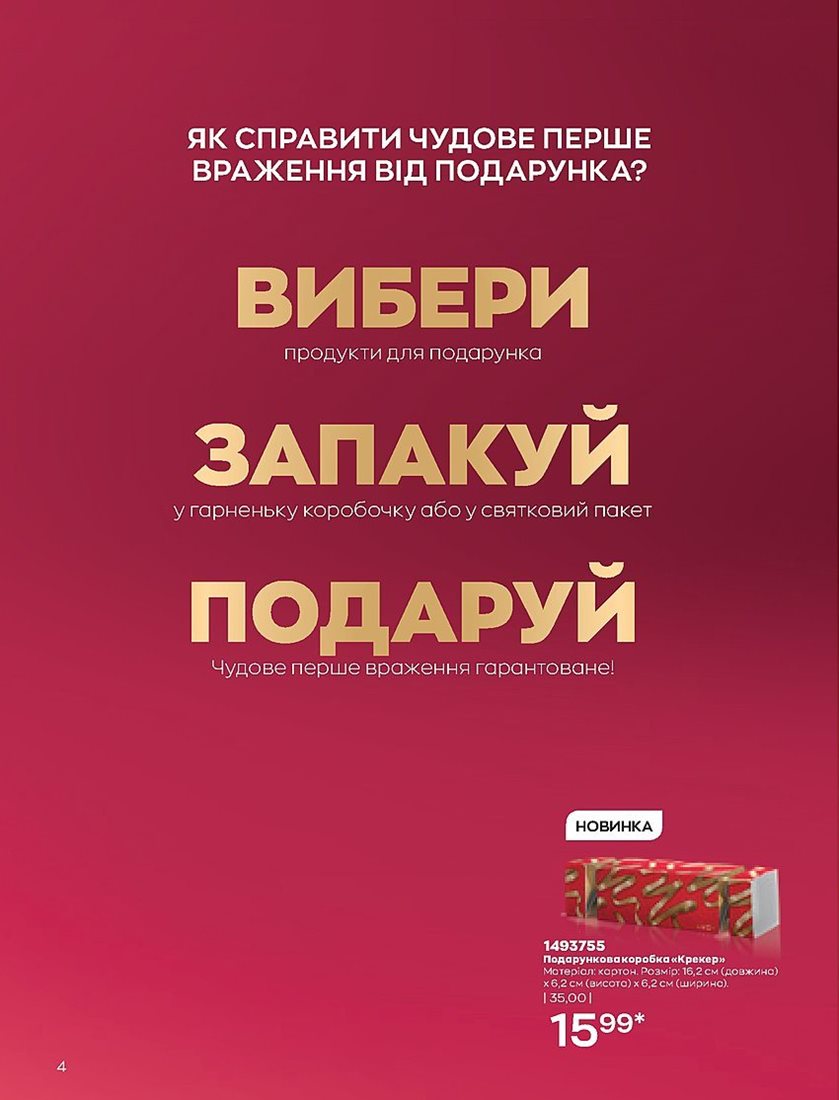 ЯК СПРАВИТИ ЧУДОВЕ ПЕРШЕ
ВРАЖЕННЯ ВІД ПОДАРУНКА?
ВИБЕРИ
продукти для подарунка
ЗАПАКУЙ
у гарненьку коробочку або у святковий пакет
ПОДАРУЙ
Чудове перше враження гарантоване!
НОВИНКА
1493755
Подарункова коробка «Крекер»
Матеріал: картон. Розмір: 16,2 см (довжина)
х 6,2 см (висота) х 6,2 см (ширина).
| 35,00 |
15⁹⁹*
4